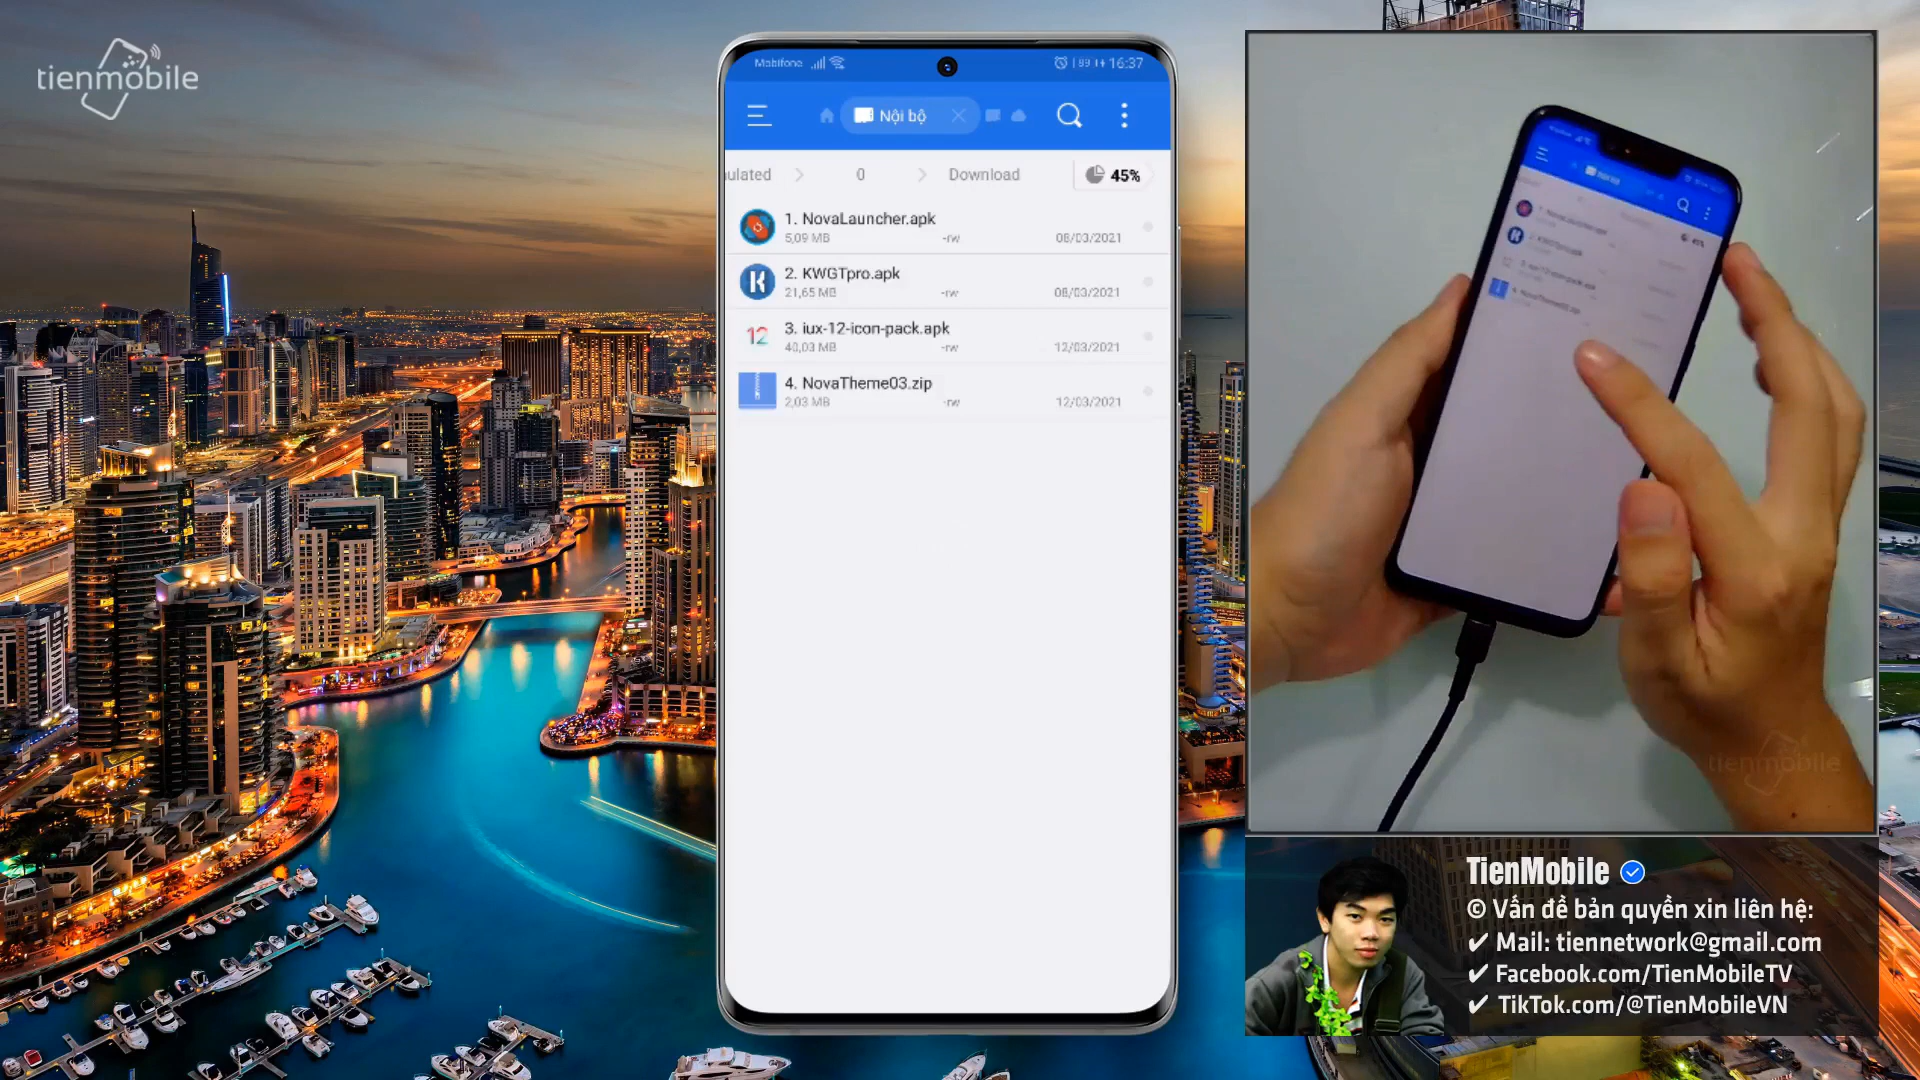 tienmobile
Mobifone
89 16:37
Nội bộ
ulated 0 Download 45%
1. NovaLauncher.apk
5,09 MB -rw 08/03/2021
2. KWGTpro.apk
21,65 MB -rw 08/03/2021
12
3. iux-12-icon-pack.apk
40,03 MB -rw 12/03/2021
4. NovaTheme03.zip
2,03 MB -rw 12/03/2021
tienmobile
TienMobile
© Vấn đề bản quyền xin liên hệ:
✔ Mail: tiennetwork@gmail.com
✔ Facebook.com/TienMobileTV
✔ TikTok.com/@TienMobileVN